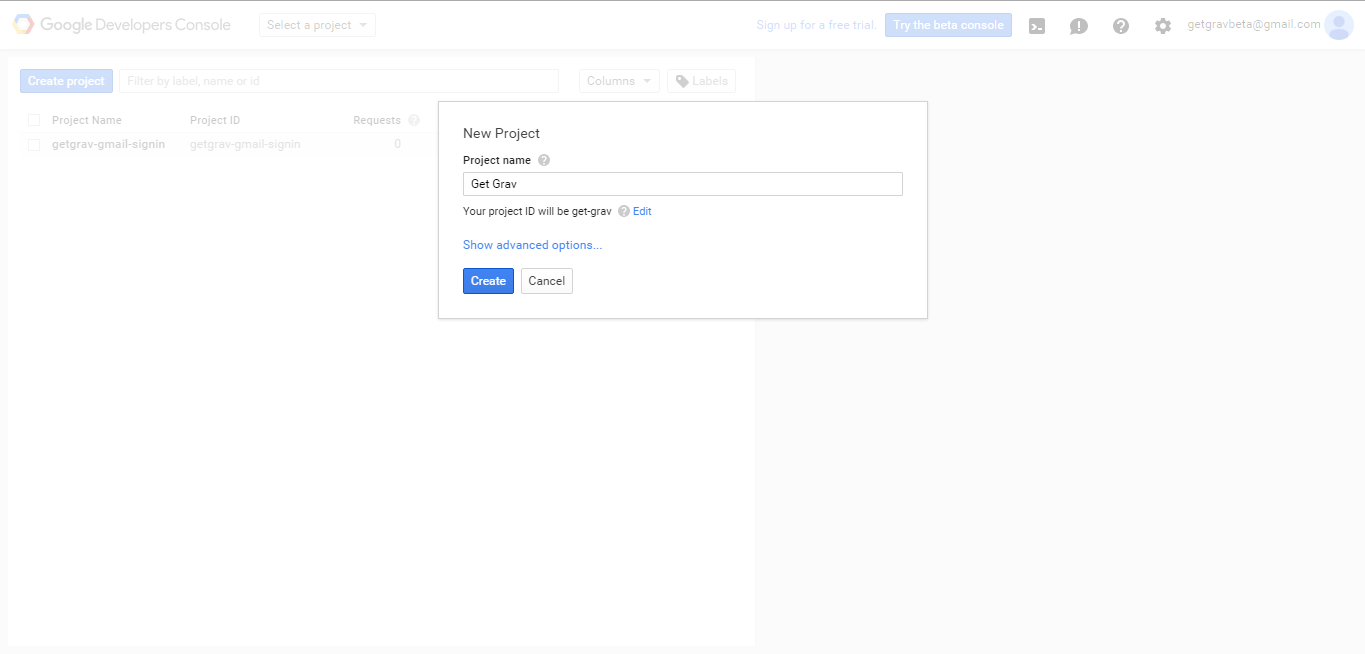 Google Developers Console Select a project Sign up for a free trial. Try the beta console getgravbeta@gmail.com
Create project Filter by label, name or id Columns Labels
Project Name Project ID Requests
getgrav-gmail-signin getgrav-gmail-signin 0
New Project
Project name
Get Grav
Your project ID will be get-grav Edit
Show advanced options...
Create Cancel